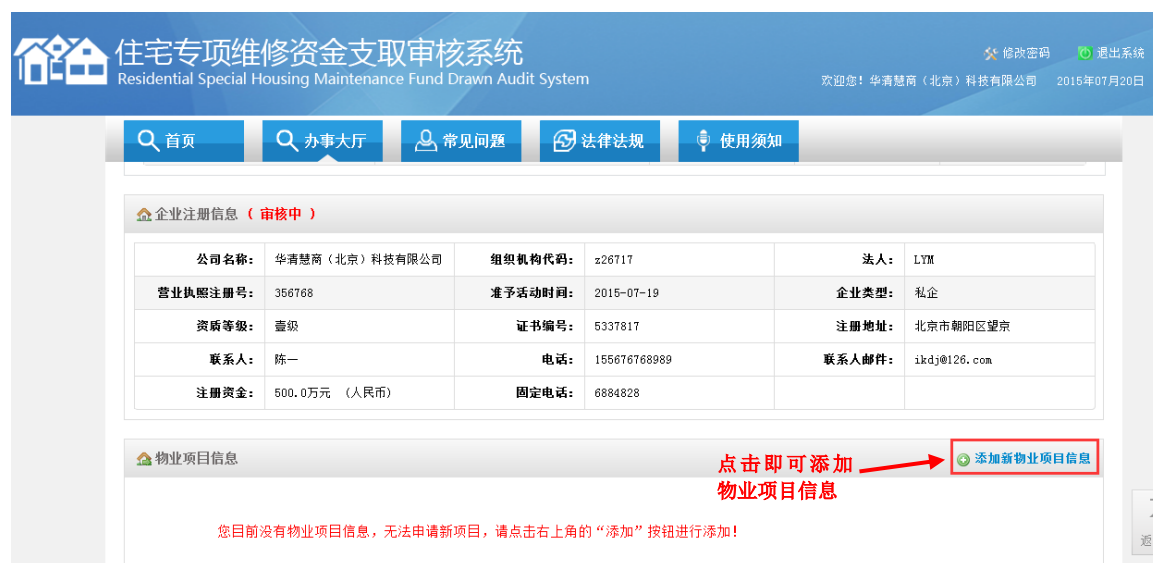 住宅专项维修资金支取审核系统
Residential Special Housing Maintenance Fund Drawn Audit System
修改密码 退出系统
欢迎您！华清慧商（北京）科技有限公司 2015年07月20日
首页 办事大厅 常见问题 法律法规 使用须知
企业注册信息（ 审核中 ）
公司名称： 华清慧商（北京）科技有限公司 组织机构代码： z26717 法人： LYM
营业执照注册号： 356768 准予活动时间： 2015-07-19 企业类型： 私企
资质等级： 壹级 证书编号： 5337817 注册地址： 北京市朝阳区望京
联系人： 陈一 电话： 155676768989 联系人邮件： ikdj@126.com
注册资金： 500.0万元 （人民币） 固定电话： 6884828
物业项目信息
点击即可添加
物业项目信息
添加新物业项目信息
您目前没有物业项目信息，无法申请新项目，请点击右上角的“添加”按钮进行添加！
返